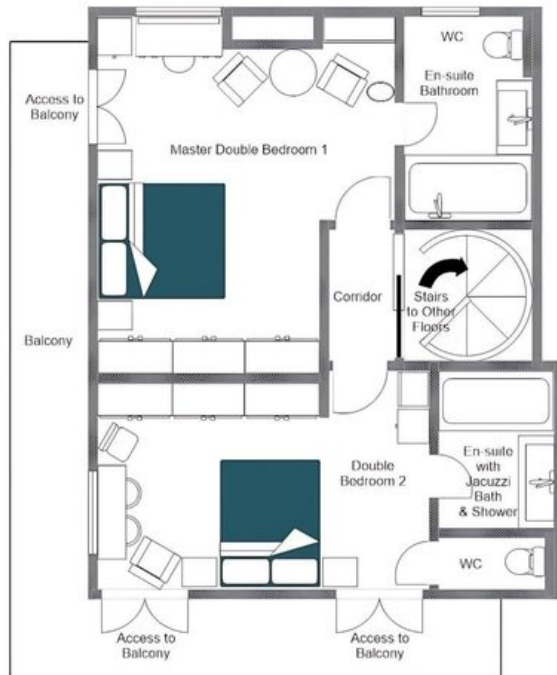 WC
En-suite
Bathroom
Access to
Balcony
Master Double Bedroom 1
Balcony
Corridor
Stairs
to Other
Floors
Double
Bedroom 2
En-suite
with
Jacuzzi
Bath
& Shower
WC
Access to
Balcony
Access to
Balcony